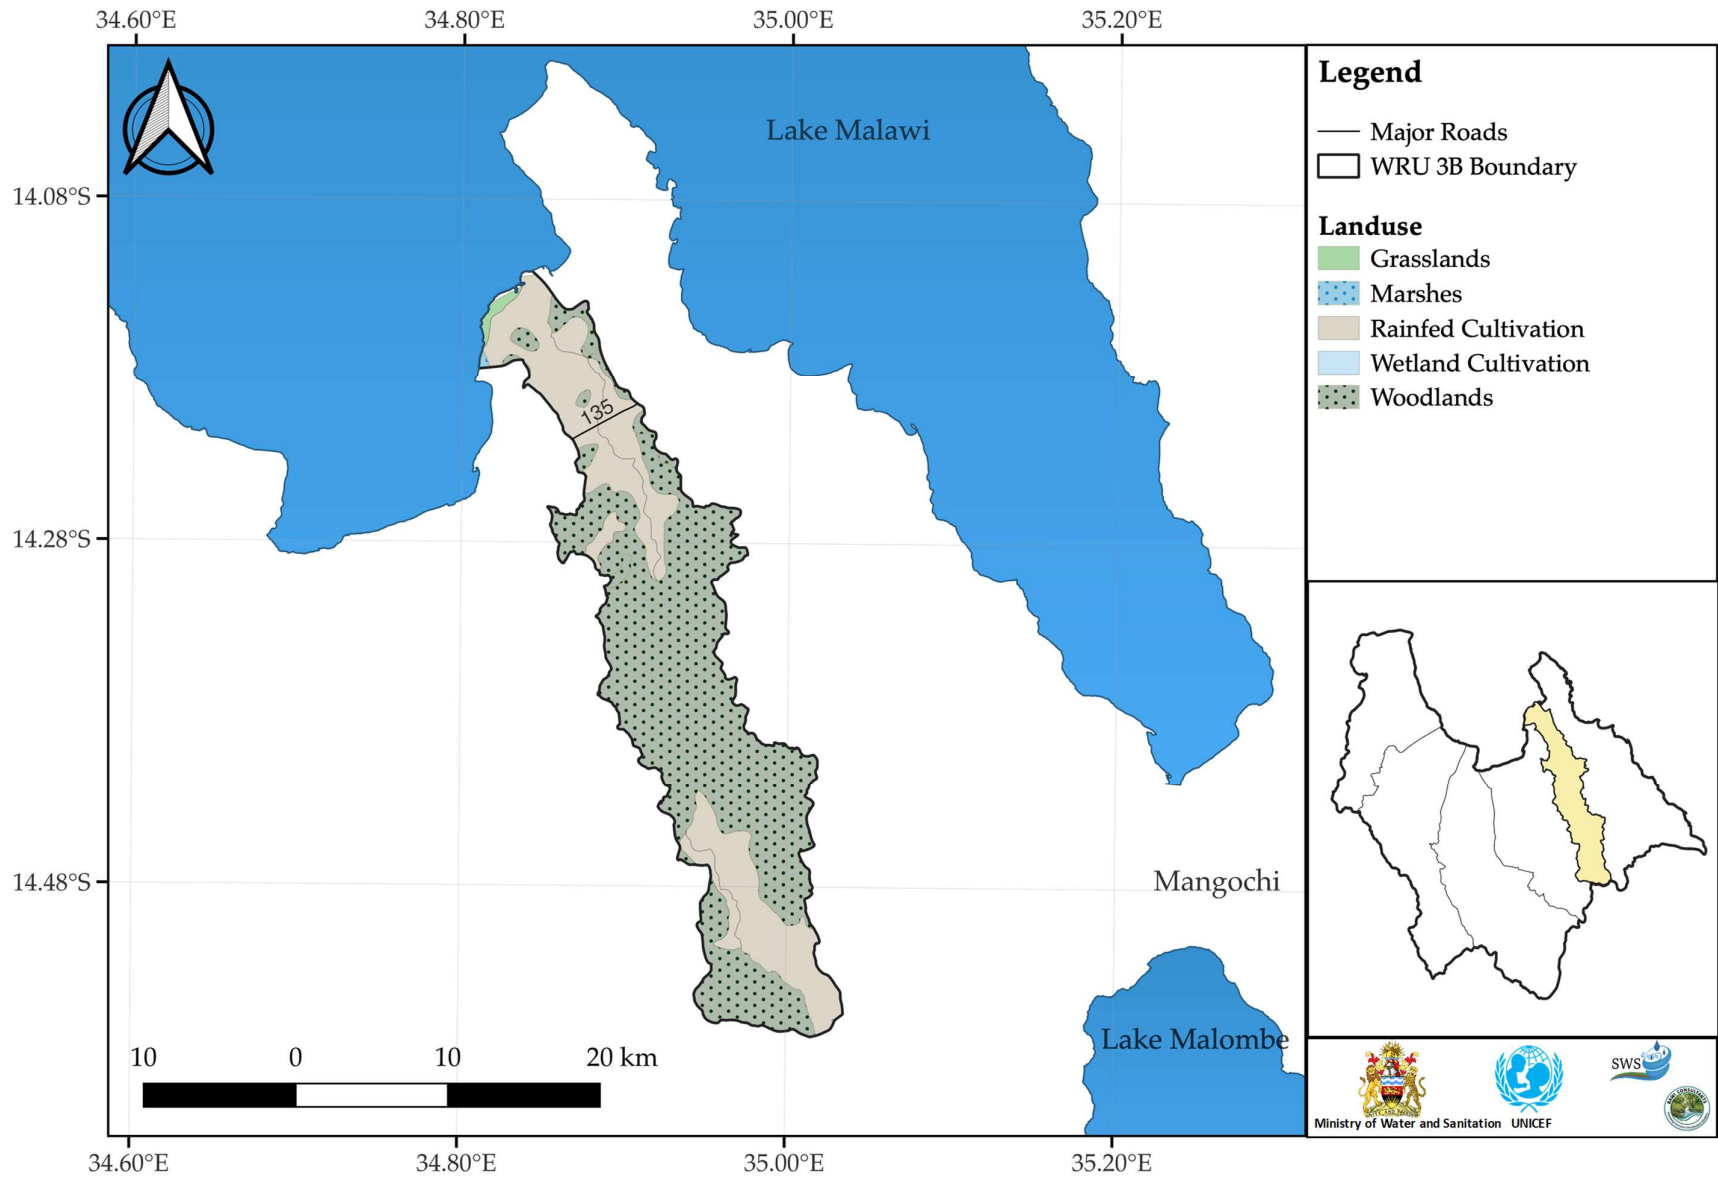 34.60°E 34.80°E 35.00°E 35.20°E
Lake Malawi
14.08°S
135
14.28°S
14.48°S
Mangochi
Lake Malombe
10 0 10 20 km
34.60°E 34.80°E 35.00°E 35.20°E
Legend
Major Roads
WRU 3B Boundary
Landuse
Grasslands
Marshes
Rainfed Cultivation
Wetland Cultivation
Woodlands
SWS
Ministry of Water and Sanitation UNICEF